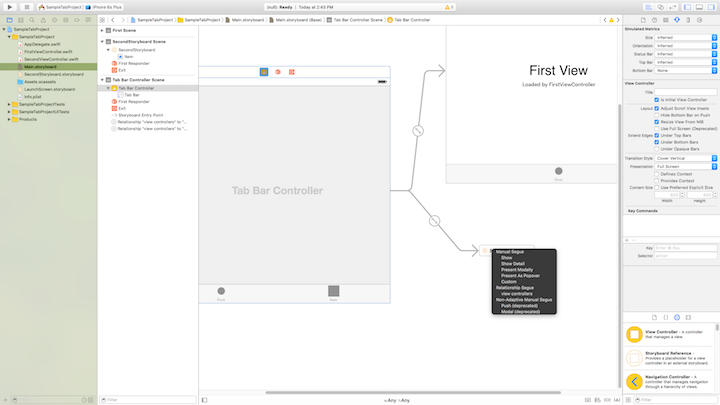 SampleTabProject
iPhone 6s Plus
(null): Ready
Today at 2:43 PM
SampleTabProject
SampleTabProject
AppDelegate.swift
FirstViewController.swift
SecondViewController.swift
Main.storyboard
SecondStoryboard.storyboard
Assets.xcassets
LaunchScreen.storyboard
Info.plist
SampleTabProjectTests
SampleTabProjectUITests
Products
Filter
SampleTabProject
SampleTabProject
Main.storyboard
Main.storyboard (Base)
Tab Bar Controller Scene
Tab Bar Controller
First Scene
SecondStoryboard Scene
SecondStoryboard
Item
First Responder
Exit
Tab Bar Controller Scene
Tab Bar Controller
Tab Bar
First Responder
Exit
Storyboard Entry Point
Relationship "view controllers" to "...
Relationship "view controllers" to "...
Filter
Tab Bar Controller
First
Item
First View
Loaded by FirstViewController
First
Manual Segue
Show
Show Detail
Present Modally
Present As Popover
Custom
Relationship Segue
view controllers
Non-Adaptive Manual Segue
Push (deprecated)
Modal (deprecated)
wAny hAny
Simulated Metrics
Size Inferred
Orientation Inferred
Status Bar Inferred
Top Bar Inferred
Bottom Bar None
View Controller
Title
Is Initial View Controller
Layout Adjust Scroll View Insets
Hide Bottom Bar on Push
Resize View From NIB
Use Full Screen (Deprecated)
Extend Edges Under Top Bars
Under Bottom Bars
Under Opaque Bars
Transition Style Cover Vertical
Presentation Full Screen
Defines Context
Provides Context
Content Size Use Preferred Explicit Size
Width Height
Key Commands
Key
Selector action
View Controller - A controller
that manages a view.
Storyboard Reference -
Provides a placeholder for a view
controller in an external storyboard.
Navigation Controller - A
controller that manages navigation
through a hierarchy of views.
Filter